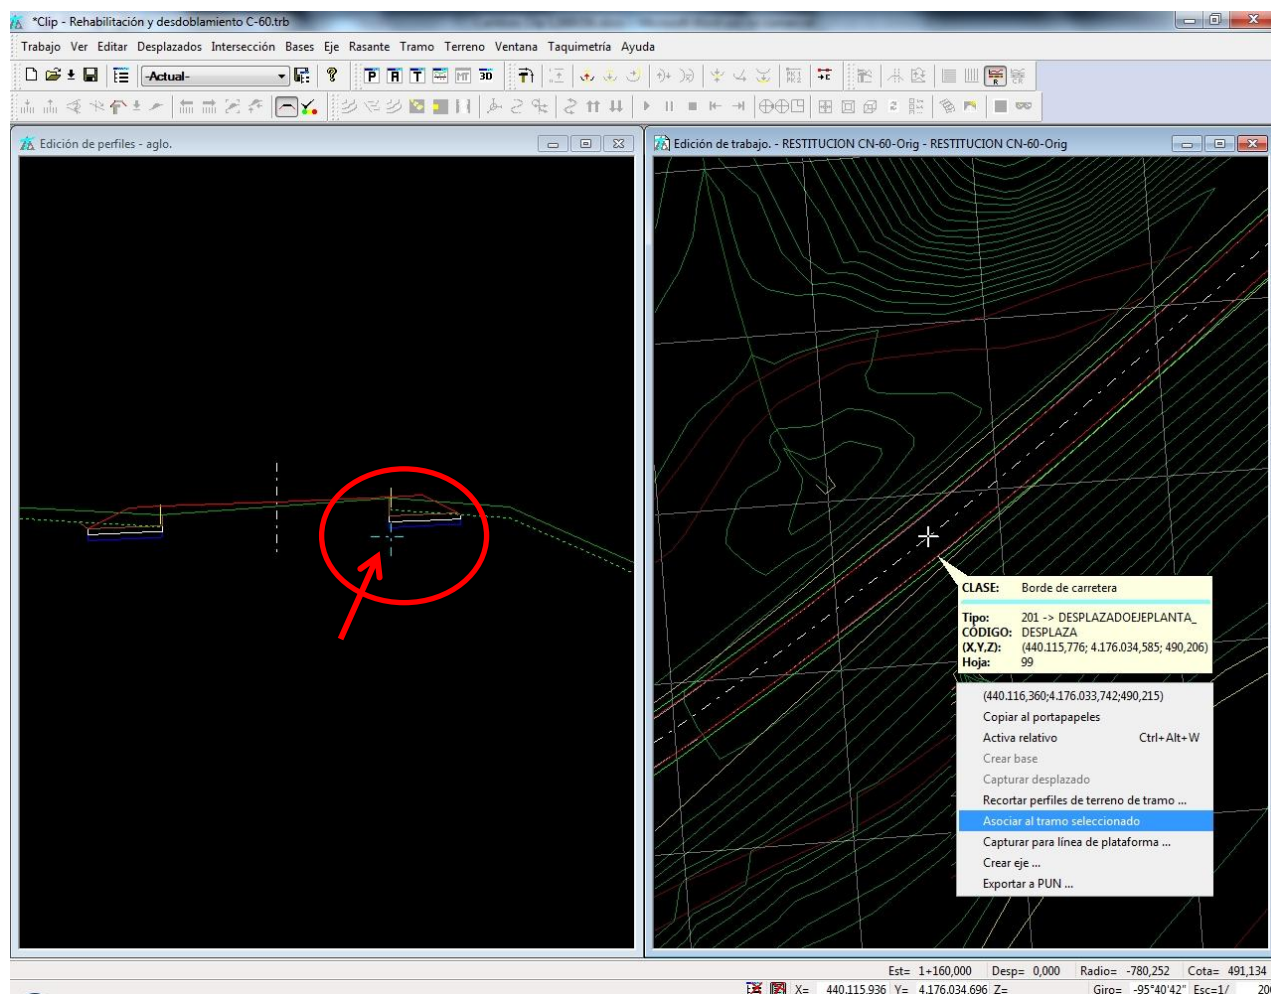 *Clip - Rehabilitación y desdoblamiento C-60.trb
Trabajo Ver Editar Desplazados Intersección Bases Eje Rasante Tramo Terreno Ventana Taquimetría Ayuda
-Actual- P R T MT 3D
Edición de perfiles - aglo.
Edición de trabajo. - RESTITUCION CN-60-Orig - RESTITUCION CN-60-Orig
CLASE: Borde de carretera
Tipo: 201 -> DESPLAZADOEJEPLANTA_
CÓDIGO: DESPLAZA
(X,Y,Z): (440.115,776; 4.176.034,585; 490,206)
Hoja: 99
(440.116,360;4.176.033,742;490,215)
Copiar al portapapeles
Activa relativo Ctrl+Alt+W
Crear base
Capturar desplazado
Recortar perfiles de terreno de tramo ...
Asociar al tramo seleccionado
Capturar para línea de plataforma ...
Crear eje ...
Exportar a PUN ...
Est= 1+160,000 Desp= 0,000 Radio= -780,252 Cota= 491,134
X= 440.115,936 Y= 4.176.034,696 Z= Giro= -95°40'42" Esc=1/ 200